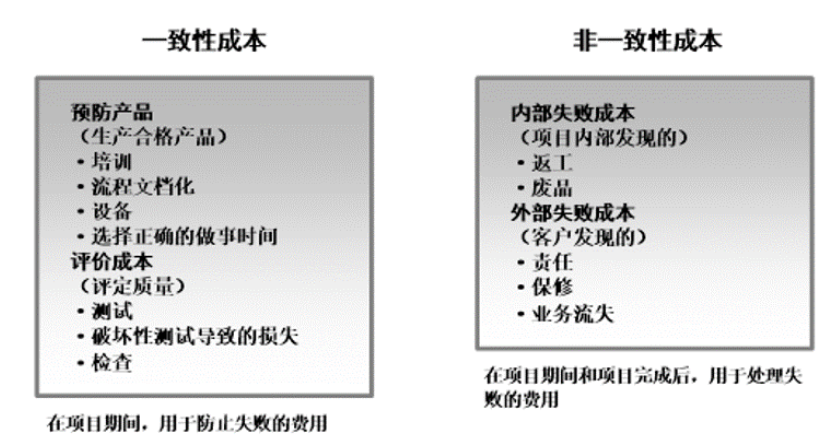 一致性成本
预防产品
（生产合格产品）
•培训
•流程文档化
•设备
•选择正确的做事时间
评价成本
（评定质量）
•测试
•破坏性测试导致的损失
•检查
在项目期间，用于防止失败的费用
非一致性成本
内部失败成本
（项目内部发现的）
•返工
•废品
外部失败成本
（客户发现的）
•责任
•保修
•业务流失
在项目期间和项目完成后，用于处理失
败的费用